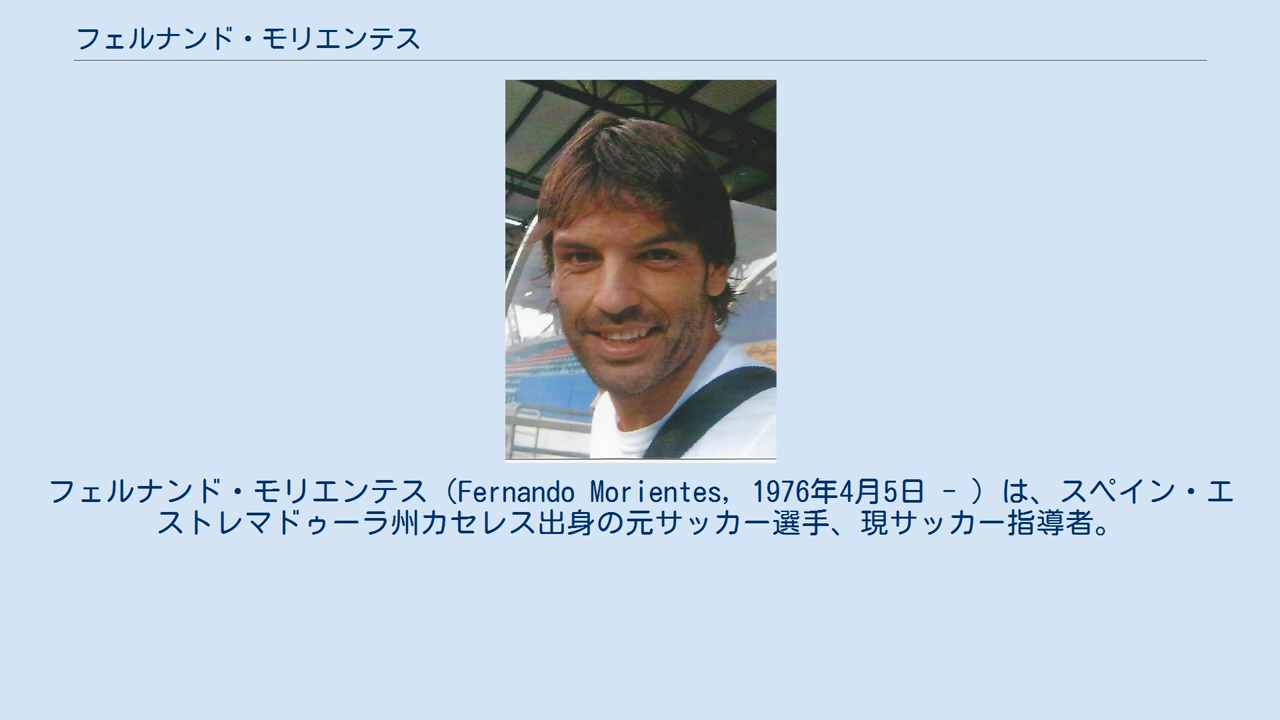 フェルナンド・モリエンテス
フェルナンド・モリエンテス（Fernando Morientes, 1976年4月5日 - ）は、スペイン・エ
ストレマドゥーラ州カセレス出身の元サッカー選手、現サッカー指導者。